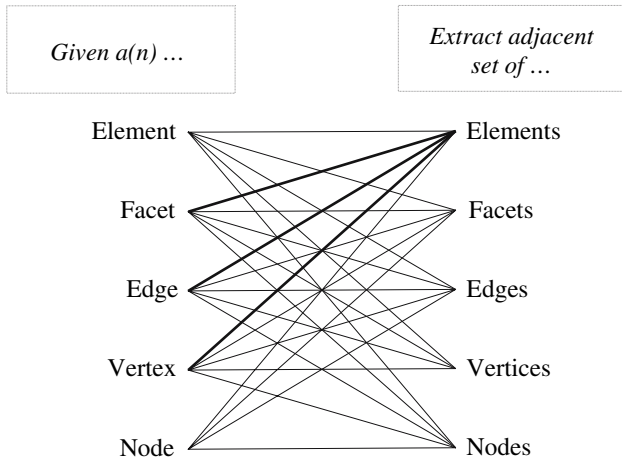 Given a(n) …
Extract adjacent
set of …
Element
Elements
Facet
Facets
Edge
Edges
Vertex
Vertices
Node
Nodes